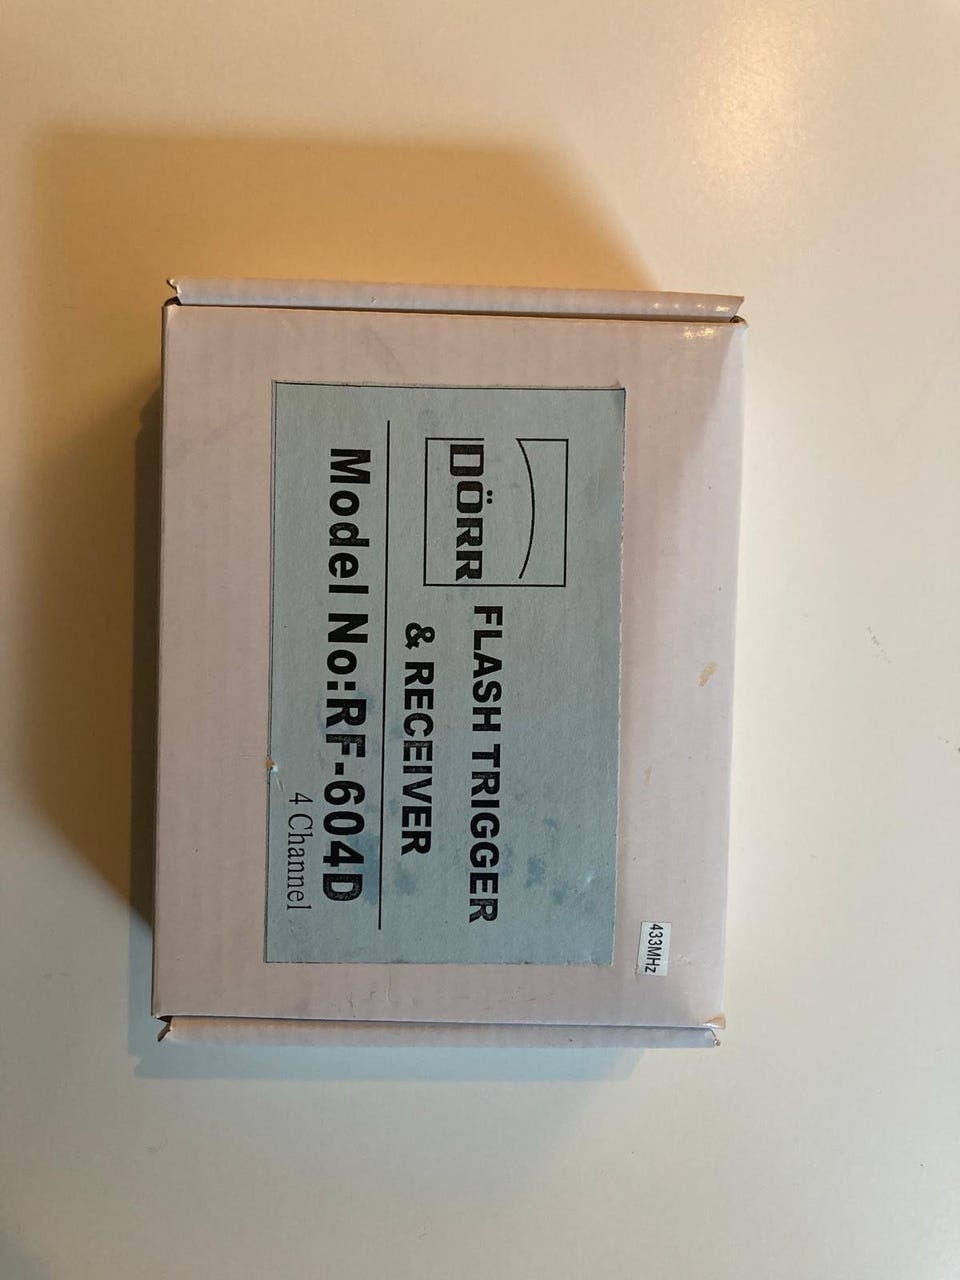 DÖRR
FLASH TRIGGER
& RECEIVER
Model No:RF-604D
4 Channel
433MHz